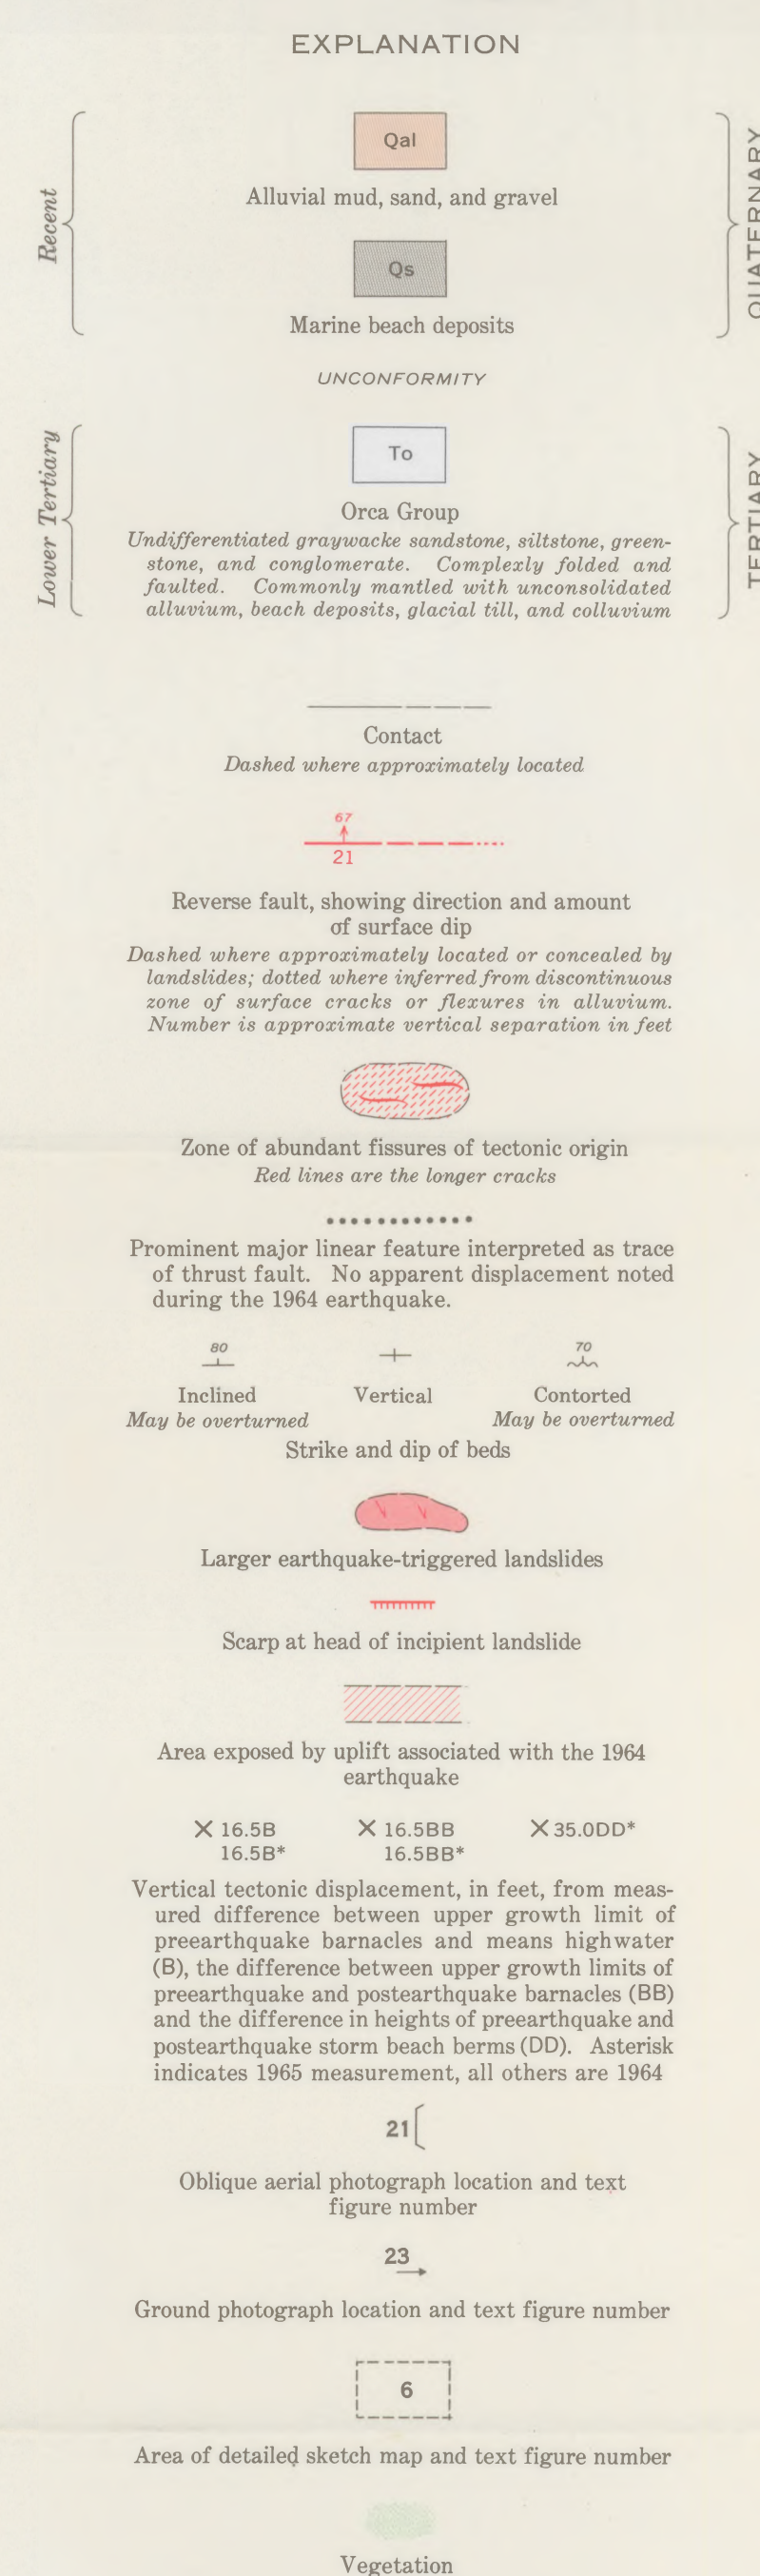 EXPLANATION
Qal
Alluvial mud, sand, and gravel
Recent
QUATERNARY
Qs
Marine beach deposits
UNCONFORMITY
To
Lower Tertiary
TERTIARY
Orca Group
Undifferentiated graywacke sandstone, siltstone, green-
stone, and conglomerate. Complexly folded and
faulted. Commonly mantled with unconsolidated
alluvium, beach deposits, glacial till, and colluvium
Contact
Dashed where approximately located
67
21
Reverse fault, showing direction and amount
of surface dip
Dashed where approximately located or concealed by
landslides; dotted where inferred from discontinuous
zone of surface cracks or flexures in alluvium.
Number is approximate vertical separation in feet
Zone of abundant fissures of tectonic origin
Red lines are the longer cracks
Prominent major linear feature interpreted as trace
of thrust fault. No apparent displacement noted
during the 1964 earthquake.
80 70
Inclined Vertical Contorted
May be overturned May be overturned
Strike and dip of beds
Larger earthquake-triggered landslides
Scarp at head of incipient landslide
Area exposed by uplift associated with the 1964
earthquake
×16.5B ×16.5BB ×35.0DD*
16.5B* 16.5BB*
Vertical tectonic displacement, in feet, from meas-
ured difference between upper growth limit of
preearthquake barnacles and means highwater
(B), the difference between upper growth limits of
preearthquake and postearthquake barnacles (BB)
and the difference in heights of preearthquake and
postearthquake storm beach berms (DD). Asterisk
indicates 1965 measurement, all others are 1964
21
Oblique aerial photograph location and text
figure number
23
Ground photograph location and text figure number
6
Area of detailed sketch map and text figure number
Vegetation